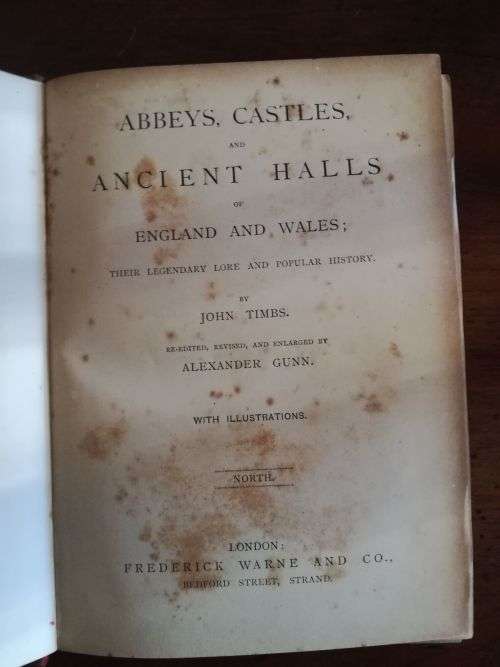 ABBEYS, CASTLES,
AND
ANCIENT HALLS
OF
ENGLAND AND WALES;
THEIR LEGENDARY LORE AND POPULAR HISTORY.
BY
JOHN TIMBS.
RE-EDITED, REVISED, AND ENLARGED BY
ALEXANDER GUNN.
WITH ILLUSTRATIONS.
NORTH.
LONDON:
FREDERICK WARNE AND CO.,
BEDFORD STREET, STRAND.